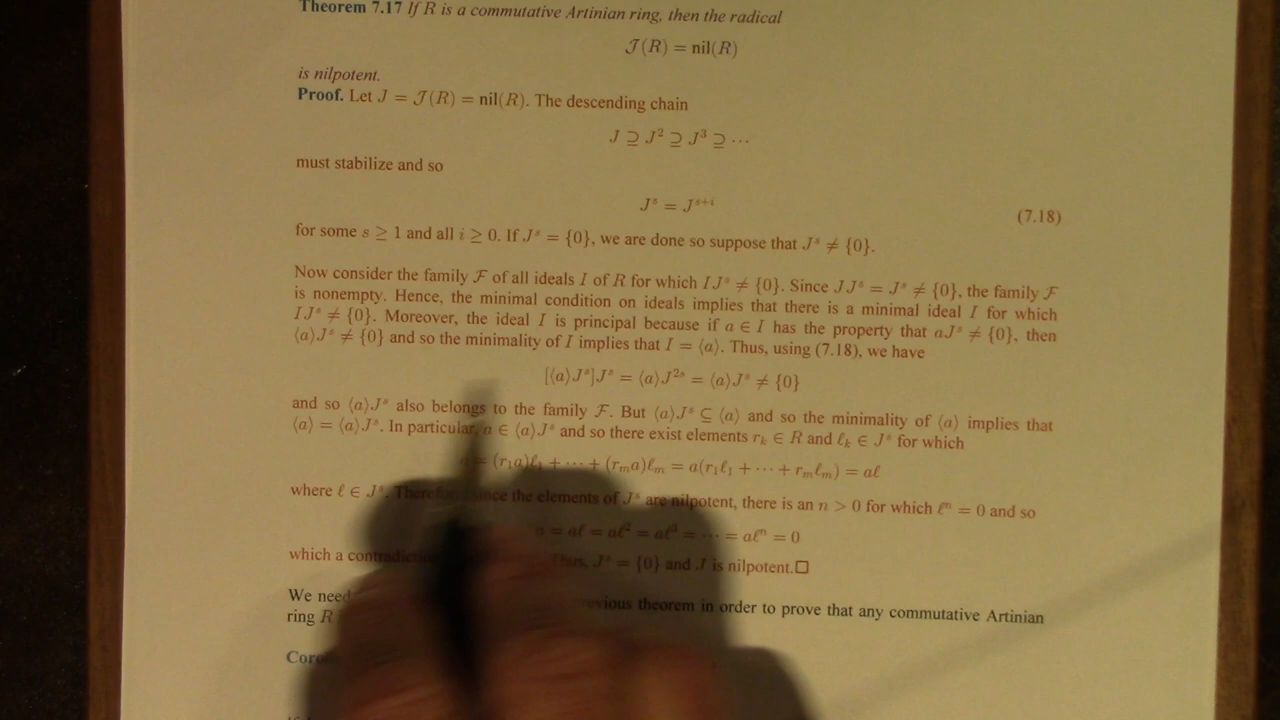 Theorem 7.17 If R is a commutative Artinian ring, then the radical
𝒥(R) = nil(R)
is nilpotent.
Proof. Let J = 𝒥(R) = nil(R). The descending chain
J ⊇ J² ⊇ J³ ⊇ ⋯
must stabilize and so
Jˢ = Jˢ⁺ⁱ (7.18)
for some s ≥ 1 and all i ≥ 0. If Jˢ = {0}, we are done so suppose that Jˢ ≠ {0}.
Now consider the family ℱ of all ideals I of R for which IJˢ ≠ {0}. Since JJˢ = Jˢ ≠ {0}, the family ℱ
is nonempty. Hence, the minimal condition on ideals implies that there is a minimal ideal I for which
IJˢ ≠ {0}. Moreover, the ideal I is principal because if a ∈ I has the property that aJˢ ≠ {0}, then
⟨a⟩Jˢ ≠ {0} and so the minimality of I implies that I = ⟨a⟩. Thus, using (7.18), we have
[⟨a⟩Jˢ]Jˢ = ⟨a⟩J²ˢ = ⟨a⟩Jˢ ≠ {0}
and so ⟨a⟩Jˢ also belongs to the family ℱ. But ⟨a⟩Jˢ ⊆ ⟨a⟩ and so the minimality of ⟨a⟩ implies that
⟨a⟩ = ⟨a⟩Jˢ. In particular, a ∈ ⟨a⟩Jˢ and so there exist elements rₖ ∈ R and ℓₖ ∈ Jˢ for which
= (r₁a)ℓ₁ + ⋯ + (rₘa)ℓₘ = a(r₁ℓ₁ + ⋯ + rₘℓₘ) = aℓ
where ℓ ∈ Jˢ. Therefore, since the elements of Jˢ are nilpotent, there is an n > 0 for which ℓⁿ = 0 and so
a = aℓ = aℓ² = aℓ³ = ⋯ = aℓⁿ = 0
which a Thus, Jˢ = {0} and J is nilpotent.□
We need previous theorem in order to prove that any commutative Artinian
ring R